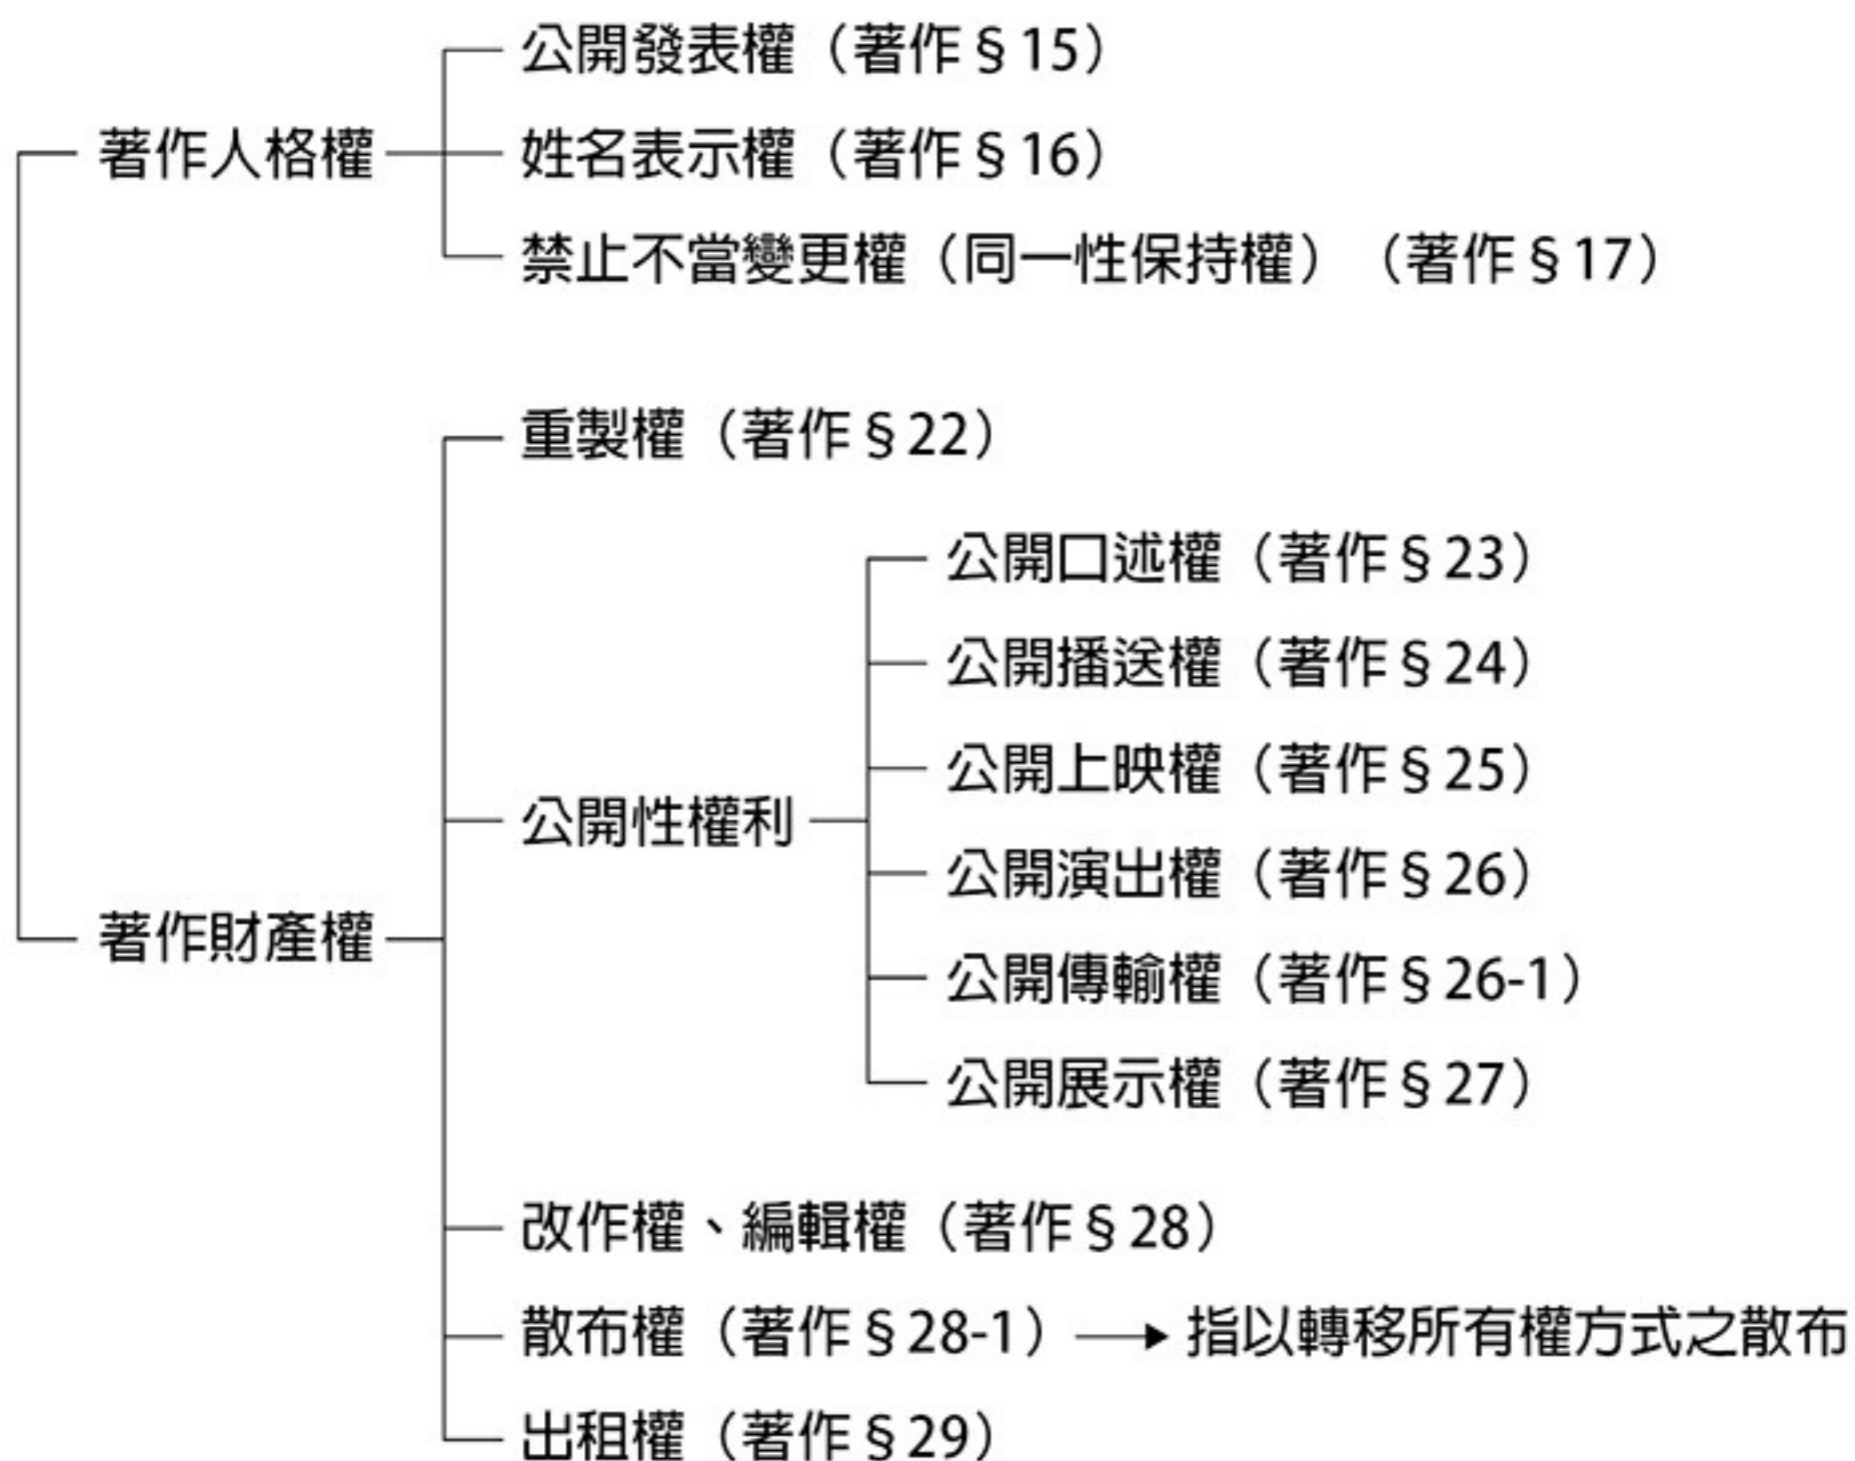 公開發表權（著作§15）
著作人格權
姓名表示權（著作§16）
禁止不當變更權（同一性保持權）（著作§17）
重製權（著作§22）
公開口述權（著作§23）
公開播送權（著作§24）
公開上映權（著作§25）
公開性權利
公開演出權（著作§26）
著作財產權
公開傳輸權（著作§26-1）
公開展示權（著作§27）
改作權、編輯權（著作§28）
散布權（著作§28-1）
指以轉移所有權方式之散布
出租權（著作§29）